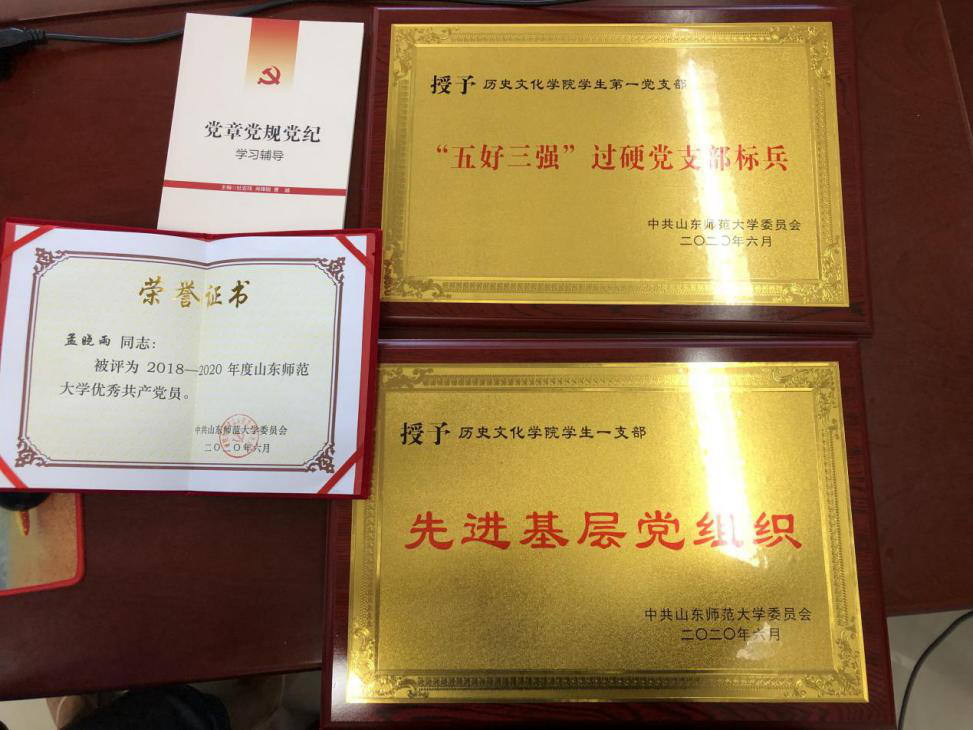 党章党规党纪
学习辅导
授予 历史文化学院学生第一党支部
“五好三强”过硬党支部标兵
中共山东师范大学委员会
二〇二〇年六月
荣誉证书
孟晓雨 同志：
被评为 2018—2020 年度山东师范
大学优秀共产党员。
中共山东师范大学委员会
二〇二〇年六月
授予 历史文化学院学生一支部
先进基层党组织
中共山东师范大学委员会
二〇二〇年六月